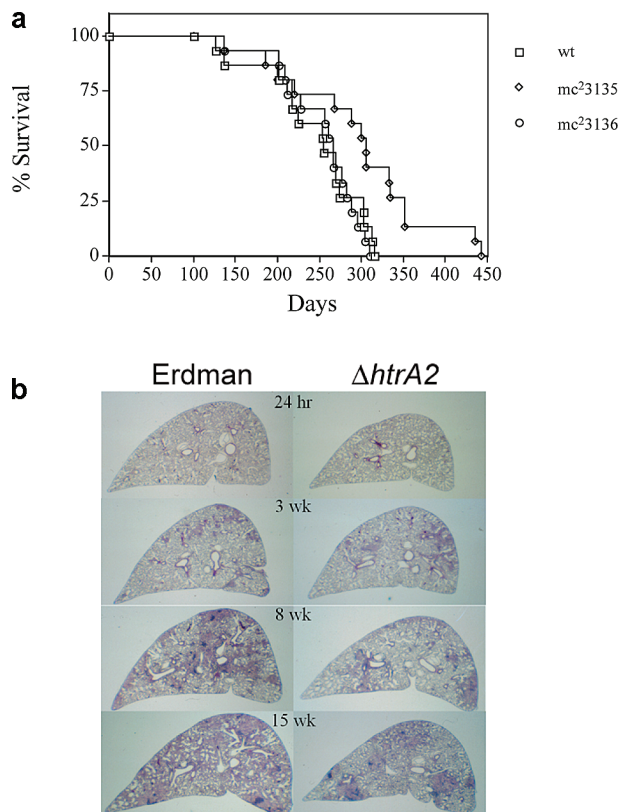 a
100
75
50
25
0
% Survival
0 50 100 150 200 250 300 350 400 450
Days
wt
mc²3135
mc²3136
b
Erdman ΔhtrA2
24 hr
3 wk
8 wk
15 wk